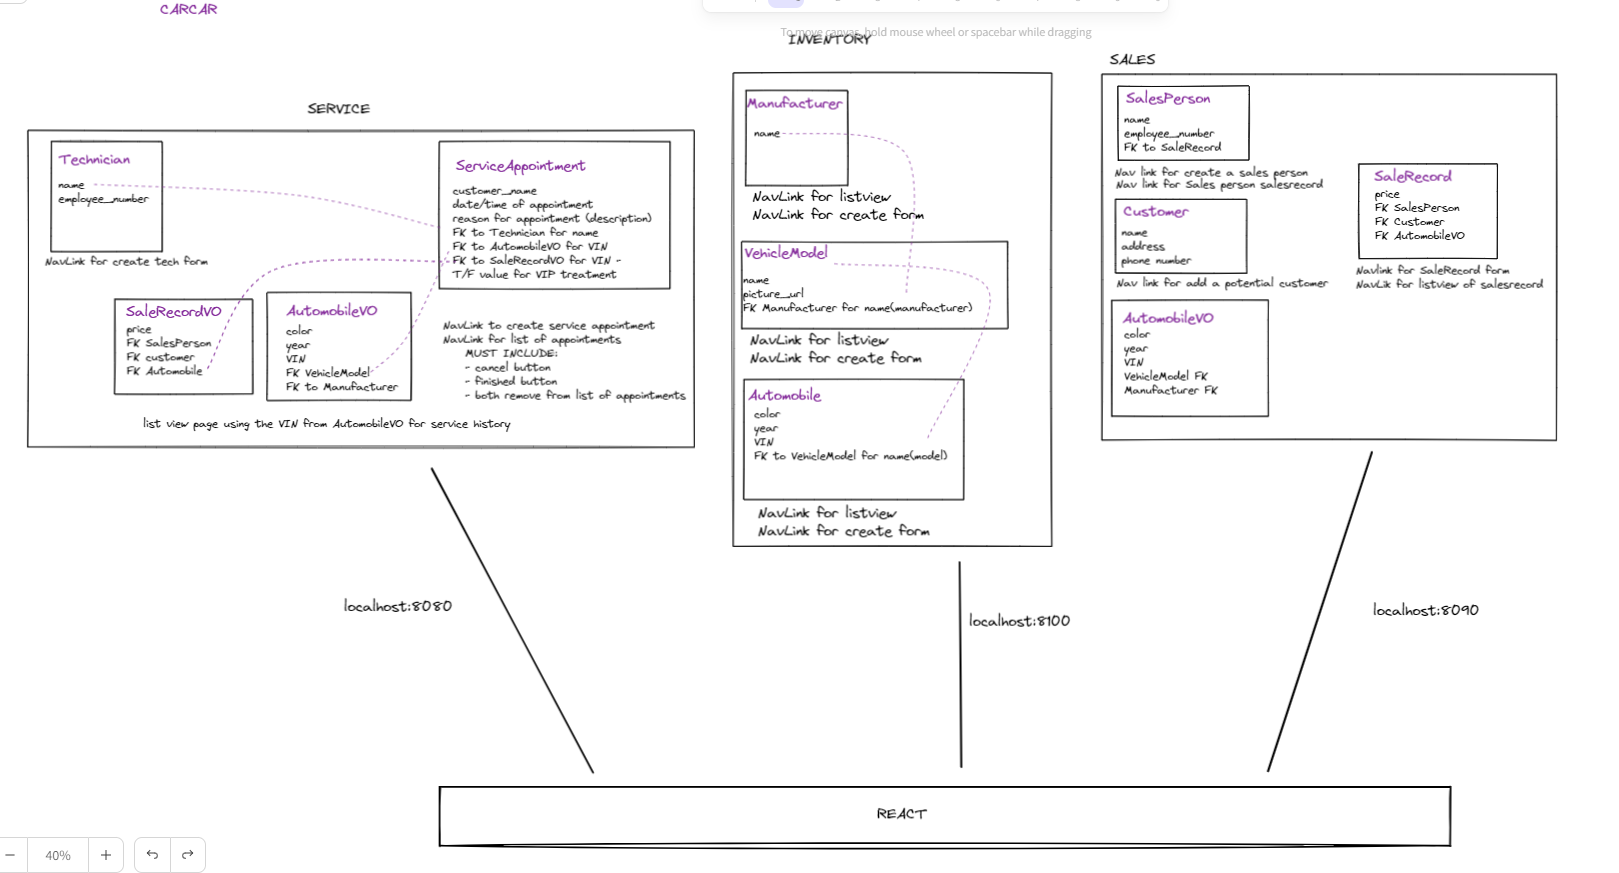 CARCAR
To move canvas, hold mouse wheel or spacebar while dragging
INVENTORY
SALES
SERVICE
Technician
name
employee_number
NavLink for create tech form
ServiceAppointment
customer_name
date/time of appointment
reason for appointment (description)
FK to Technician for name
FK to AutomobileVO for VIN
FK to SaleRecordVO for VIN -
T/F value for VIP treatment
SaleRecordVO
price
FK SalesPerson
FK customer
FK Automobile
AutomobileVO
color
year
VIN
FK VehicleModel
FK to Manufacturer
NavLink to create service appointment
NavLink for list of appointments
MUST INCLUDE:
- cancel button
- finished button
- both remove from list of appointments
list view page using the VIN from AutomobileVO for service history
Manufacturer
name
NavLink for listview
NavLink for create form
VehicleModel
name
picture_url
FK Manufacturer for name(manufacturer)
NavLink for listview
NavLink for create form
Automobile
color
year
VIN
FK to VehicleModel for name(model)
NavLink for listview
NavLink for create form
SalesPerson
name
employee_number
FK to SaleRecord
Nav link for create a sales person
Nav link for Sales person salesrecord
Customer
name
address
phone number
Nav link for add a potential customer
AutomobileVO
color
year
VIN
VehicleModel FK
Manufacturer FK
SaleRecord
price
FK SalesPerson
FK Customer
FK AutomobileVO
Navlink for SaleRecord form
NavLik for listview of salesrecord
localhost:8080
localhost:8100
localhost:8090
REACT
40%